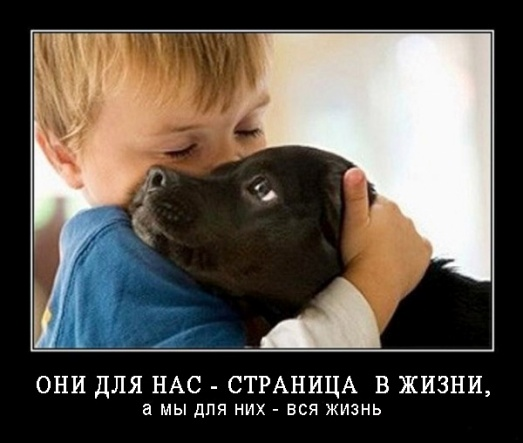 ОНИ ДЛЯ НАС - СТРАНИЦА В ЖИЗНИ,
а мы для них - вся жизнь